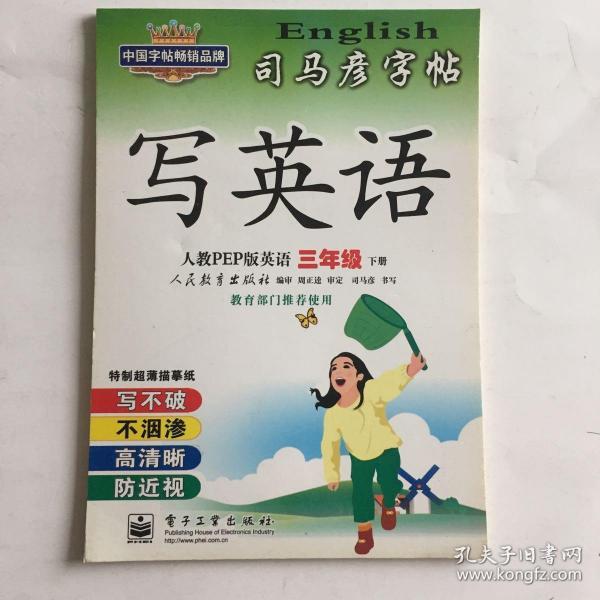 English
中国字帖畅销品牌
司马彦字帖
写英语
人教PEP版英语 三年级 下册
人民教育出版社 编审 周正逵 审定 司马彦 书写
教育部门推荐使用
特制超薄描摹纸
写不破
不洇渗
高清晰
防近视
PHEI
電子工業出版社
Publishing House of Electronics Industry
http://www.phei.com.cn
孔夫子旧书网
www.kongfz.com